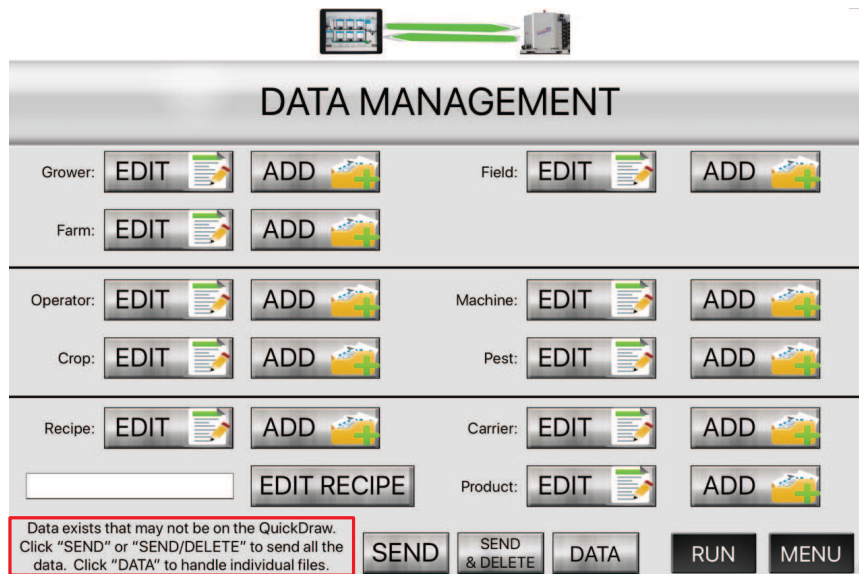 DATA MANAGEMENT
Grower: EDIT ADD Field: EDIT ADD
Farm: EDIT ADD
Operator: EDIT ADD Machine: EDIT ADD
Crop: EDIT ADD Pest: EDIT ADD
Recipe: EDIT ADD Carrier: EDIT ADD
EDIT RECIPE Product: EDIT ADD
Data exists that may not be on the QuickDraw.
Click "SEND" or "SEND/DELETE" to send all the
data. Click "DATA" to handle individual files.
SEND
SEND
& DELETE
DATA
RUN
MENU